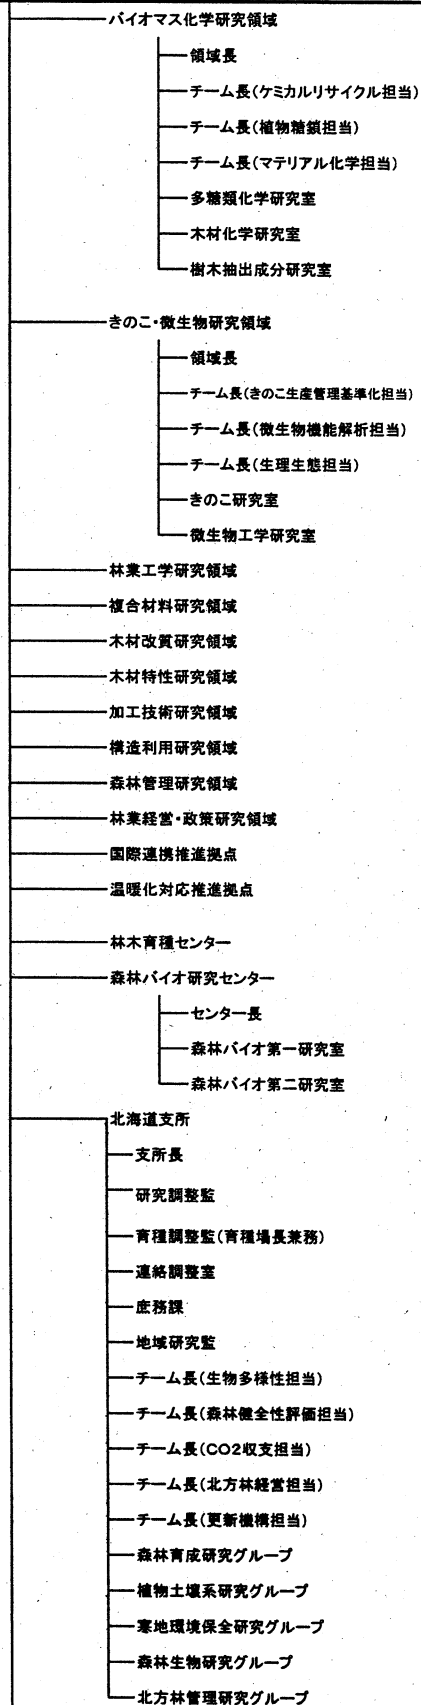 バイオマス化学研究領域
領域長
チーム長(ケミカルリサイクル担当)
チーム長(植物糖鎖担当)
チーム長(マテリアル化学担当)
多糖類化学研究室
木材化学研究室
樹木抽出成分研究室
きのこ・微生物研究領域
領域長
チーム長(きのこ生産管理基準化担当)
チーム長(微生物機能解析担当)
チーム長(生理生態担当)
きのこ研究室
微生物工学研究室
林業工学研究領域
複合材料研究領域
木材改質研究領域
木材特性研究領域
加工技術研究領域
構造利用研究領域
森林管理研究領域
林業経営・政策研究領域
国際連携推進拠点
温暖化対応推進拠点
林木育種センター
森林バイオ研究センター
センター長
森林バイオ第一研究室
森林バイオ第二研究室
北海道支所
支所長
研究調整監
育種調整監(育種場長兼務)
連絡調整室
庶務課
地域研究監
チーム長(生物多様性担当)
チーム長(森林健全性評価担当)
チーム長(CO2収支担当)
チーム長(北方林経営担当)
チーム長(更新機構担当)
森林育成研究グループ
植物土壌系研究グループ
寒地環境保全研究グループ
森林生物研究グループ
北方林管理研究グループ